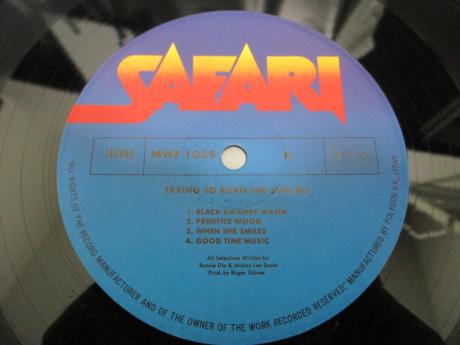 SAFARI
JASRAC
MWF 1035
TRYING TO BURN THE SUN
1. BLACK SWAMPY WATER
2. PRENTICE WOOD
3. WHEN SHE SMILES
4. GOOD TIME MUSIC
All Selections Written by
Ronnie Dio & Mickey Lee Soule
Prod. by Roger Glover
ALL RIGHTS OF THE RECORD MANUFACTURER AND OF THE OWNER OF THE WORK RECORDED RESERVED. MANUFACTURED BY POLYDOR K.K., JAPAN